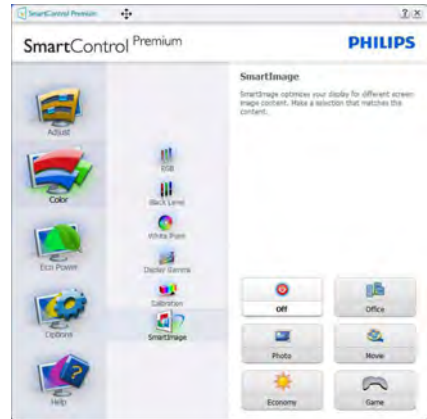 SmartControl Premium
SmartControl Premium
PHILIPS
Adjust
Color
Eco Power
Options
Help
RGB
Black Level
White Point
Display Gamma
Calibration
SmartImage
SmartImage
SmartImage optimizes your display for different screen
image content. Make a selection that matches the
content.
Off
Office
Photo
Movie
Economy
Game